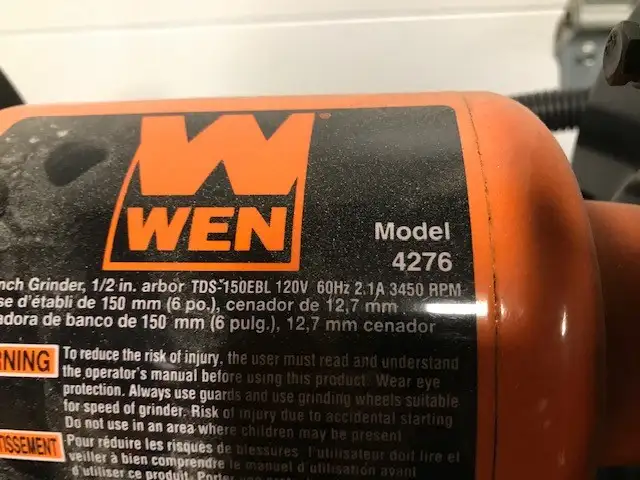 W
WEN
®
Model
4276
nch Grinder, 1/2 in. arbor TDS-150EBL 120V 60Hz 2.1A 3450 RPM
se d'établi de 150 mm (6 po.), cenador de 12,7 mm
adora de banco de 150 mm (6 pulg.), 12,7 mm cenador
RNING
To reduce the risk of injury, the user must read and understand
the operator's manual before using this product. Wear eye
protection. Always use guards and use grinding wheels suitable
for speed of grinder. Risk of injury due to accidental starting
Do not use in an area where children may be present
TISSEMENT
Pour réduire les risques de blessures, l'utilisateur doit lire et
veiller à bien comprendre le manuel d'utilisation avant
d'utiliser ce produit.